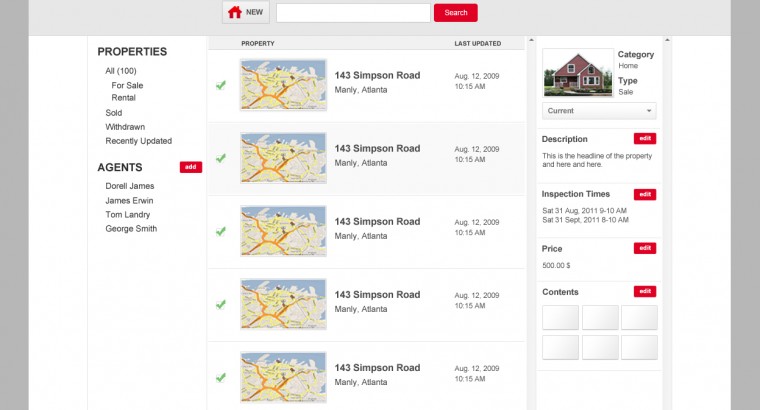 NEW
Search
PROPERTIES
All (100)
For Sale
Rental
Sold
Withdrawn
Recently Updated
AGENTS
add
Dorell James
James Erwin
Tom Landry
George Smith
PROPERTY
LAST UPDATED
143 Simpson Road
Manly, Atlanta
Aug. 12, 2009
10:15 AM
143 Simpson Road
Manly, Atlanta
Aug. 12, 2009
10:15 AM
143 Simpson Road
Manly, Atlanta
Aug. 12, 2009
10:15 AM
143 Simpson Road
Manly, Atlanta
Aug. 12, 2009
10:15 AM
143 Simpson Road
Manly, Atlanta
Aug. 12, 2009
10:15 AM
Category
Home
Type
Sale
Current
Description
edit
This is the headline of the property
and here and here.
Inspection Times
edit
Sat 31 Aug, 2011 9-10 AM
Sat 31 Sept, 2011 8-10 AM
Price
edit
500.00 $
Contents
edit